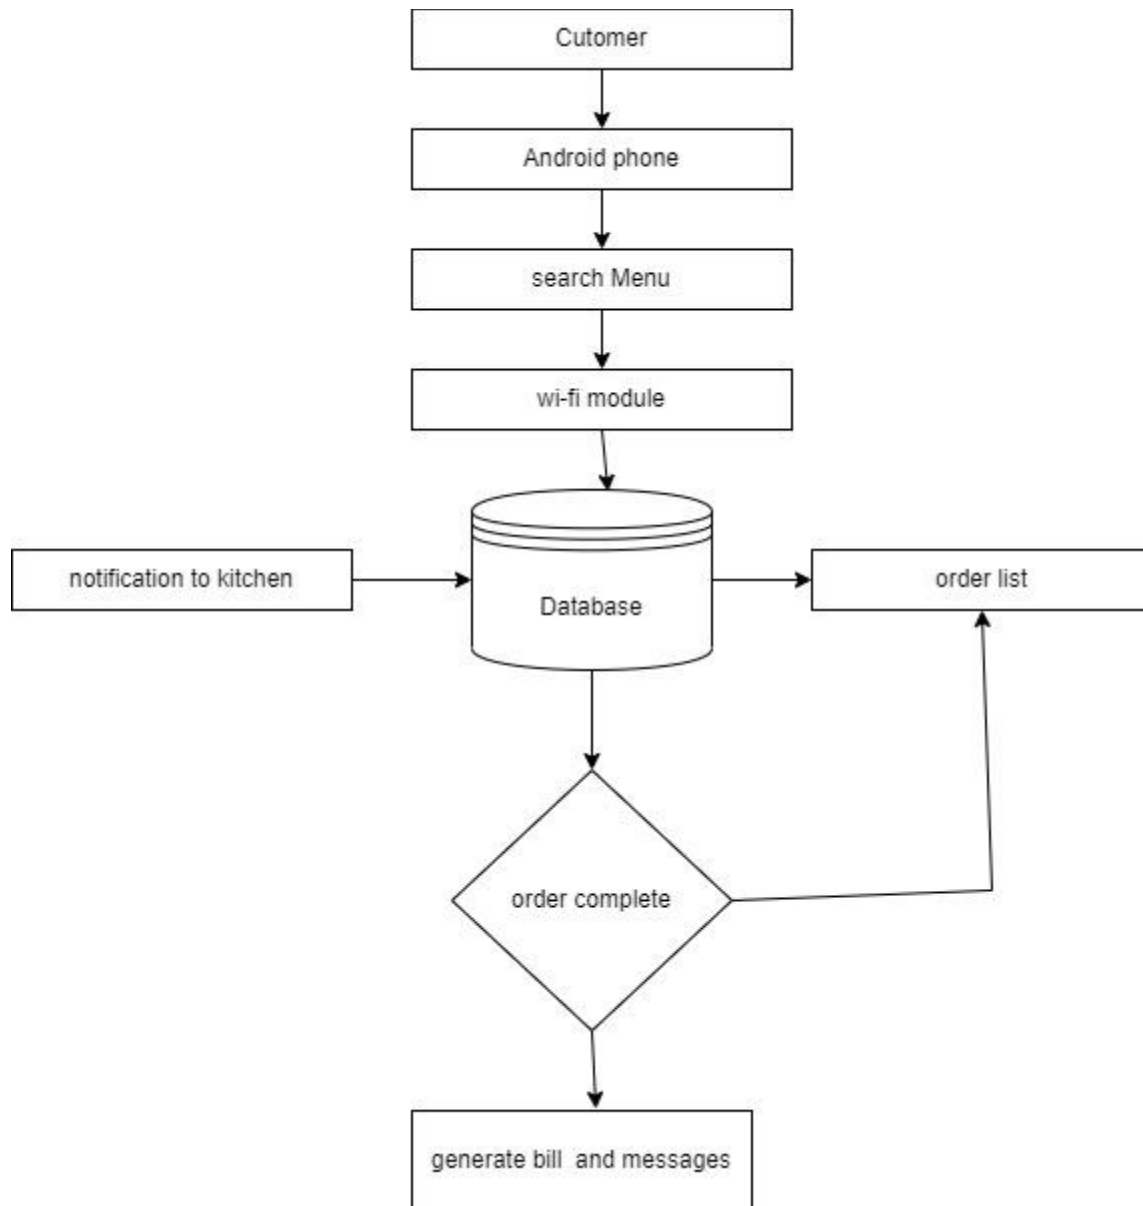 Cutomer
Android phone
search Menu
wi-fi module
notification to kitchen
Database
order list
order complete
generate bill  and messages